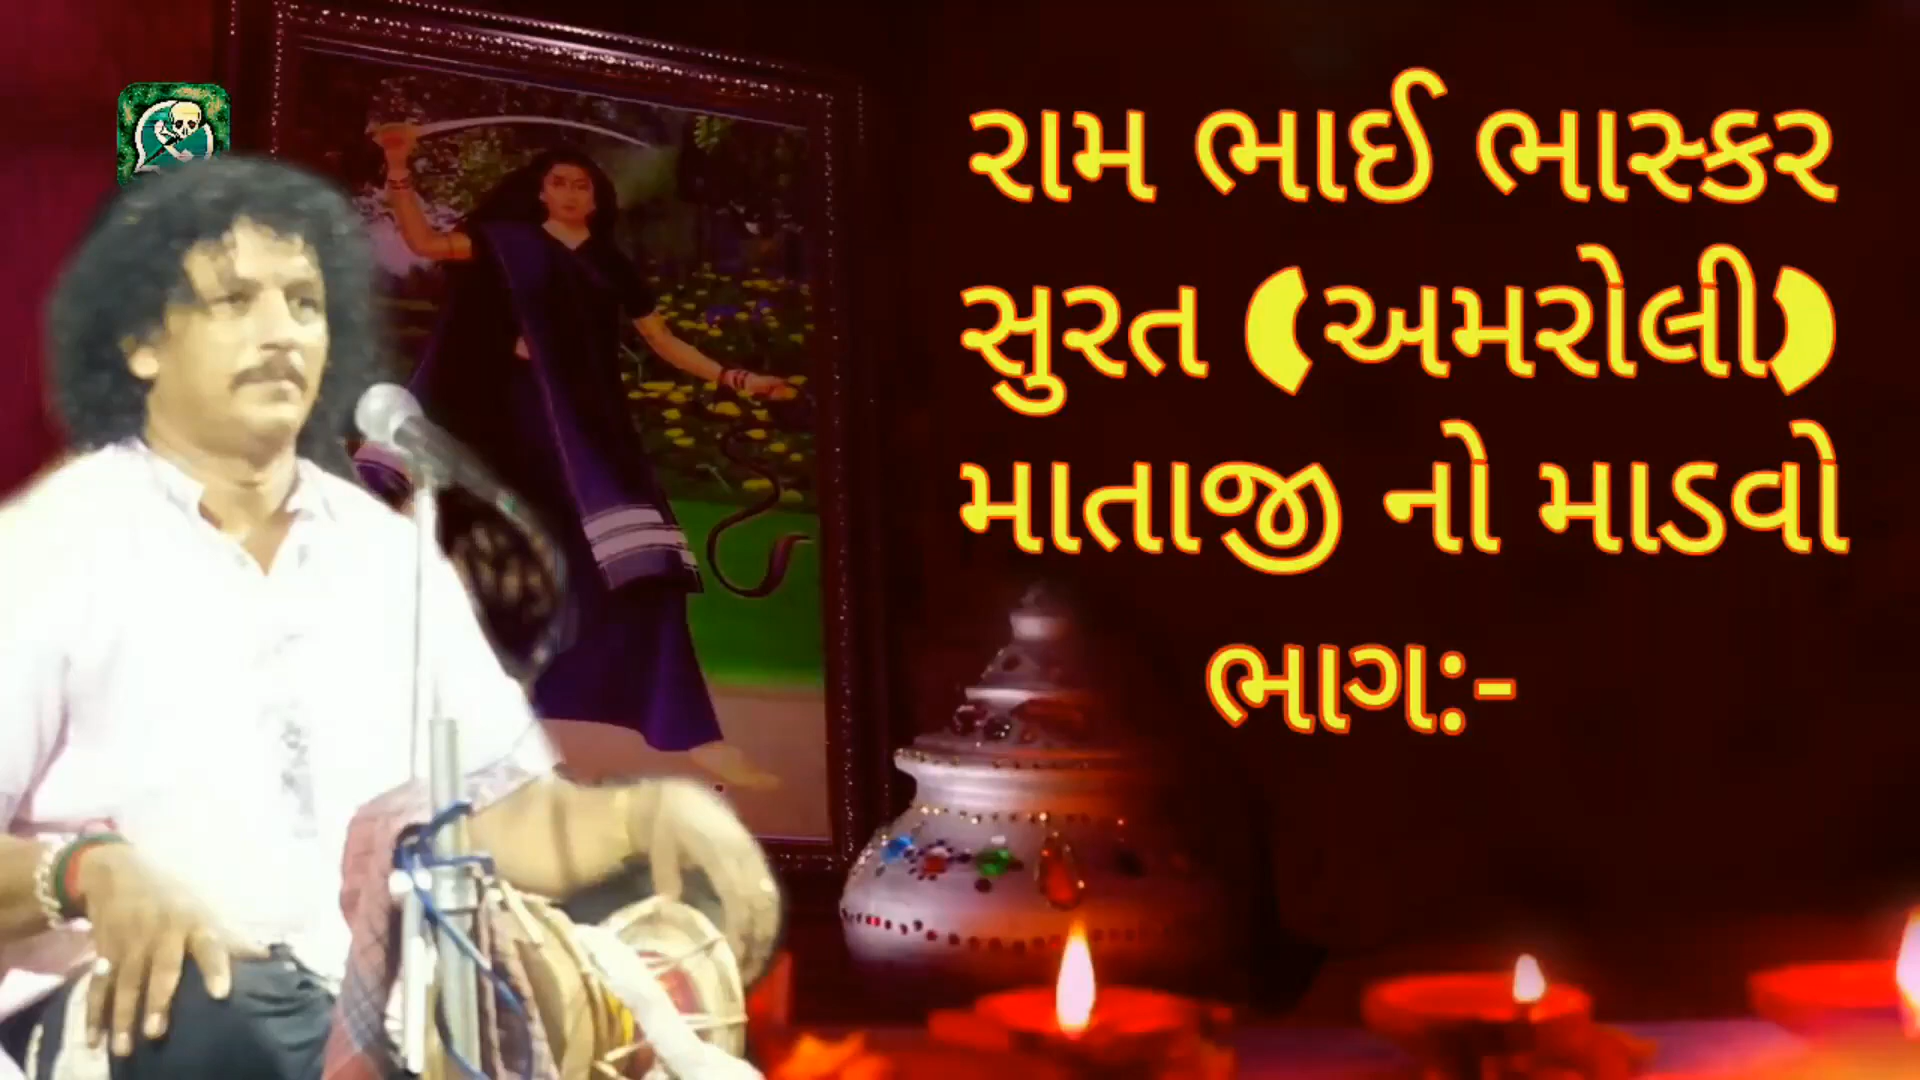 રામ ભાઈ ભાસ્કર
સુરત (અમરોલી)
માતાજી નો માડવો
ભાગ:-